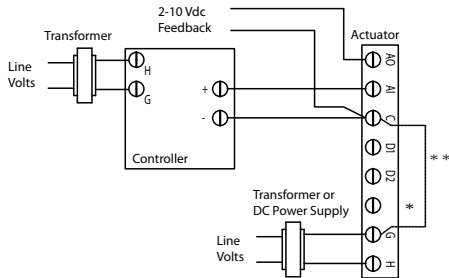 2-10 Vdc
Feedback
Transformer
Actuator
Line
Volts
H
G
+
-
Controller
AO
AI
C
D1
D2
*
* *
G
H
Transformer or
DC Power Supply
Line
Volts